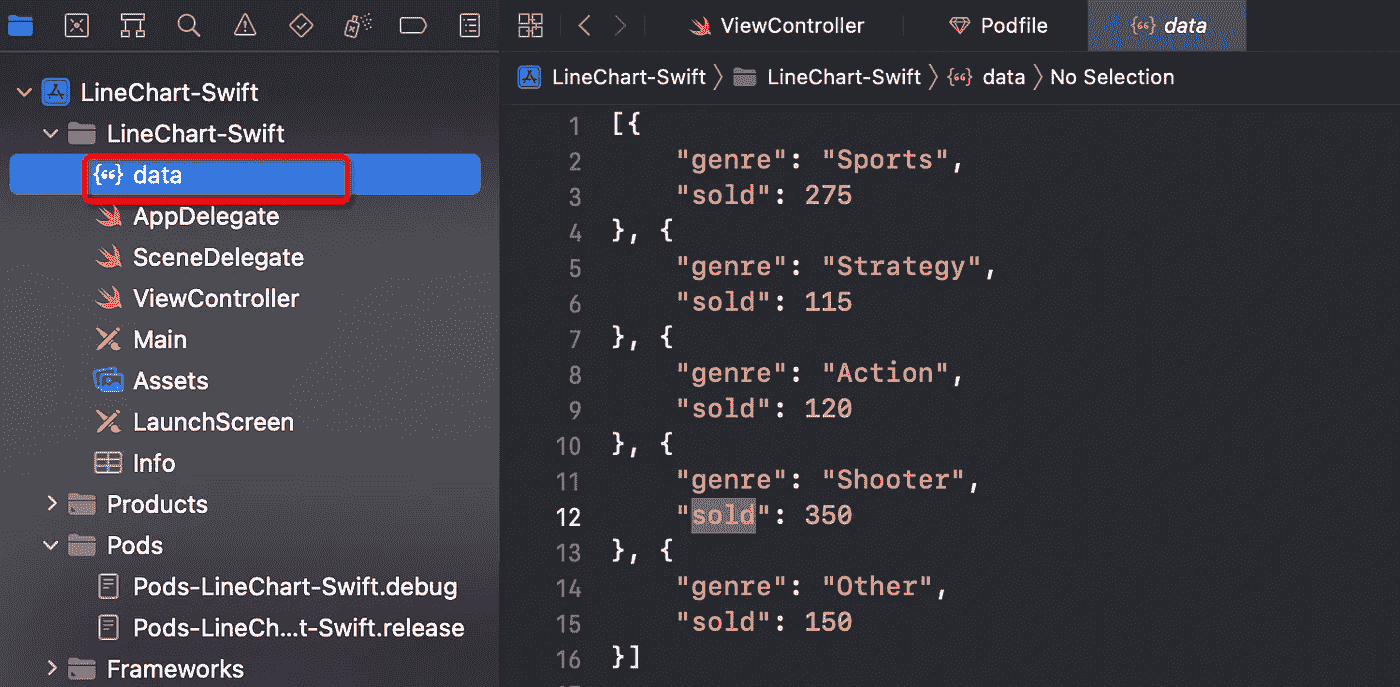 ViewController
Podfile
data
LineChart-Swift
LineChart-Swift
data
AppDelegate
SceneDelegate
ViewController
Main
Assets
LaunchScreen
Info
Products
Pods
Pods-LineChart-Swift.debug
Pods-LineCh...t-Swift.release
Frameworks
LineChart-Swift 〉 LineChart-Swift 〉 data 〉 No Selection
1 [{
2 "genre": "Sports",
3 "sold": 275
4 }, {
5 "genre": "Strategy",
6 "sold": 115
7 }, {
8 "genre": "Action",
9 "sold": 120
10 }, {
11 "genre": "Shooter",
12 "sold": 350
13 }, {
14 "genre": "Other",
15 "sold": 150
16 }]